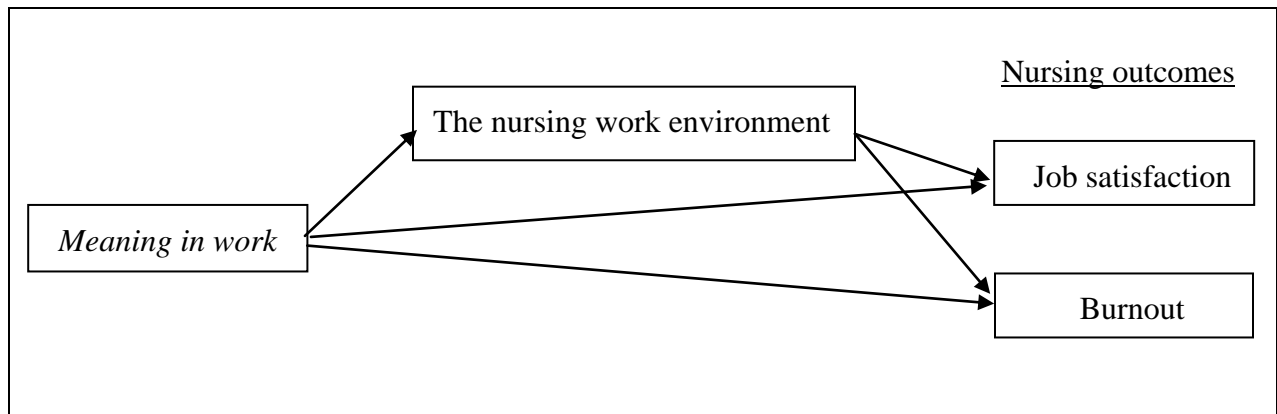 Nursing outcomes
The nursing work environment
Job satisfaction
Meaning in work
Burnout